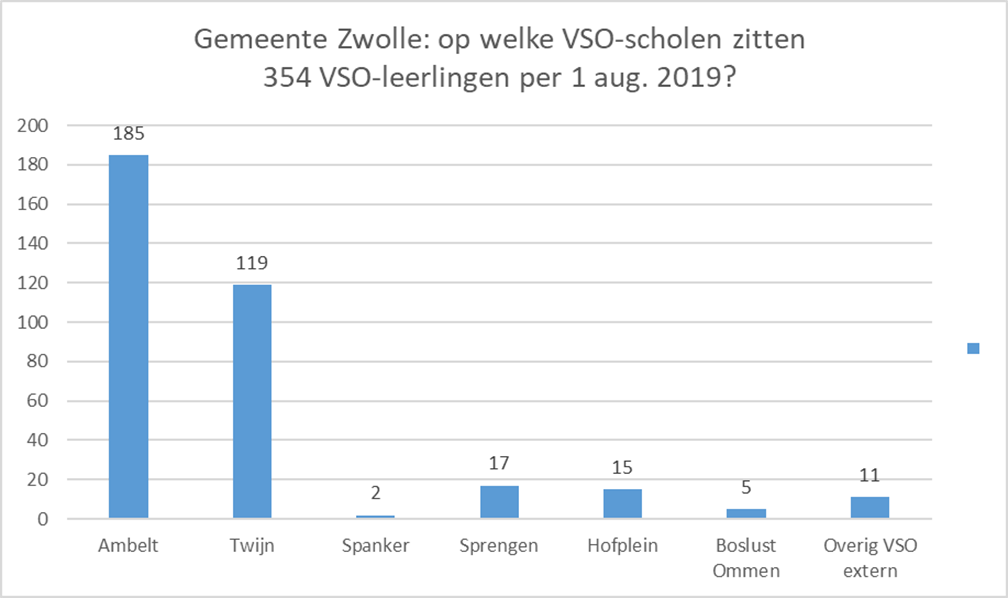 Gemeente Zwolle: op welke VSO-scholen zitten
354 VSO-leerlingen per 1 aug. 2019?
200
180
160
140
120
100
80
60
40
20
0
185
119
2
17
15
5
11
Ambelt
Twijn
Spanker
Sprengen
Hofplein
Boslust
Ommen
Overig VSO
extern